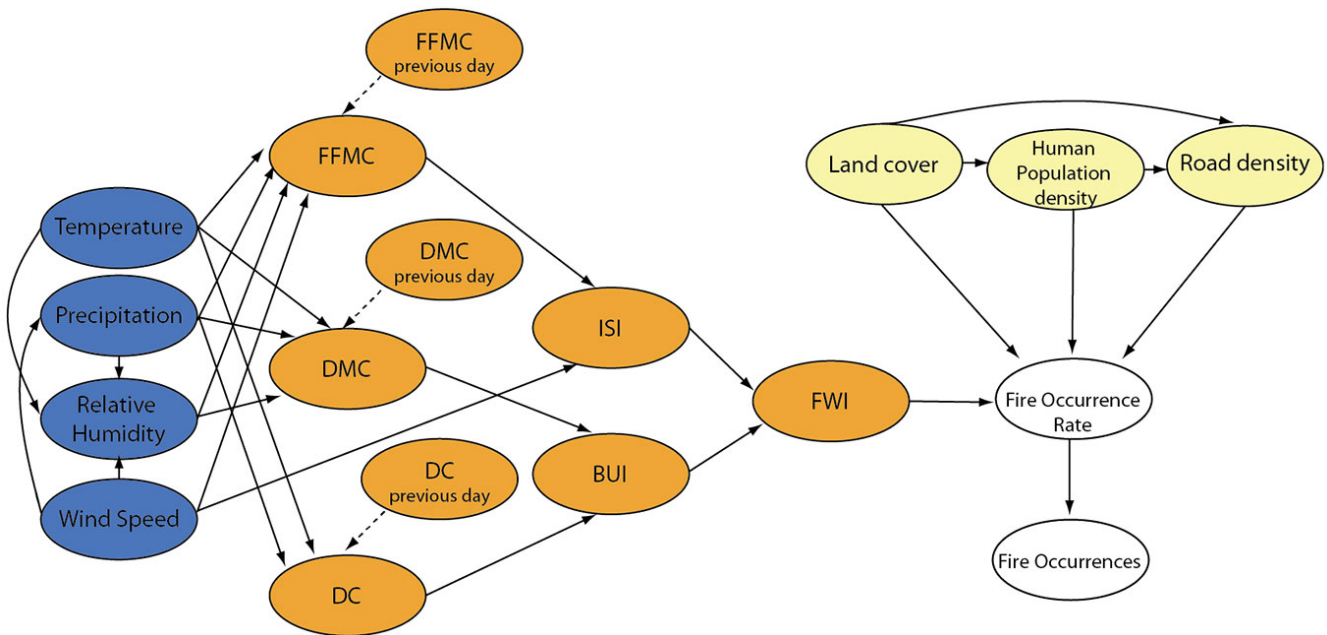 FFMC
previous day
FFMC
Land cover
Human
Population
density
Road density
Temperature
DMC
previous day
Precipitation
ISI
DMC
Relative
Humidity
FWI
Fire Occurrence
Rate
DC
previous day
BUI
Wind Speed
Fire Occurrences
DC